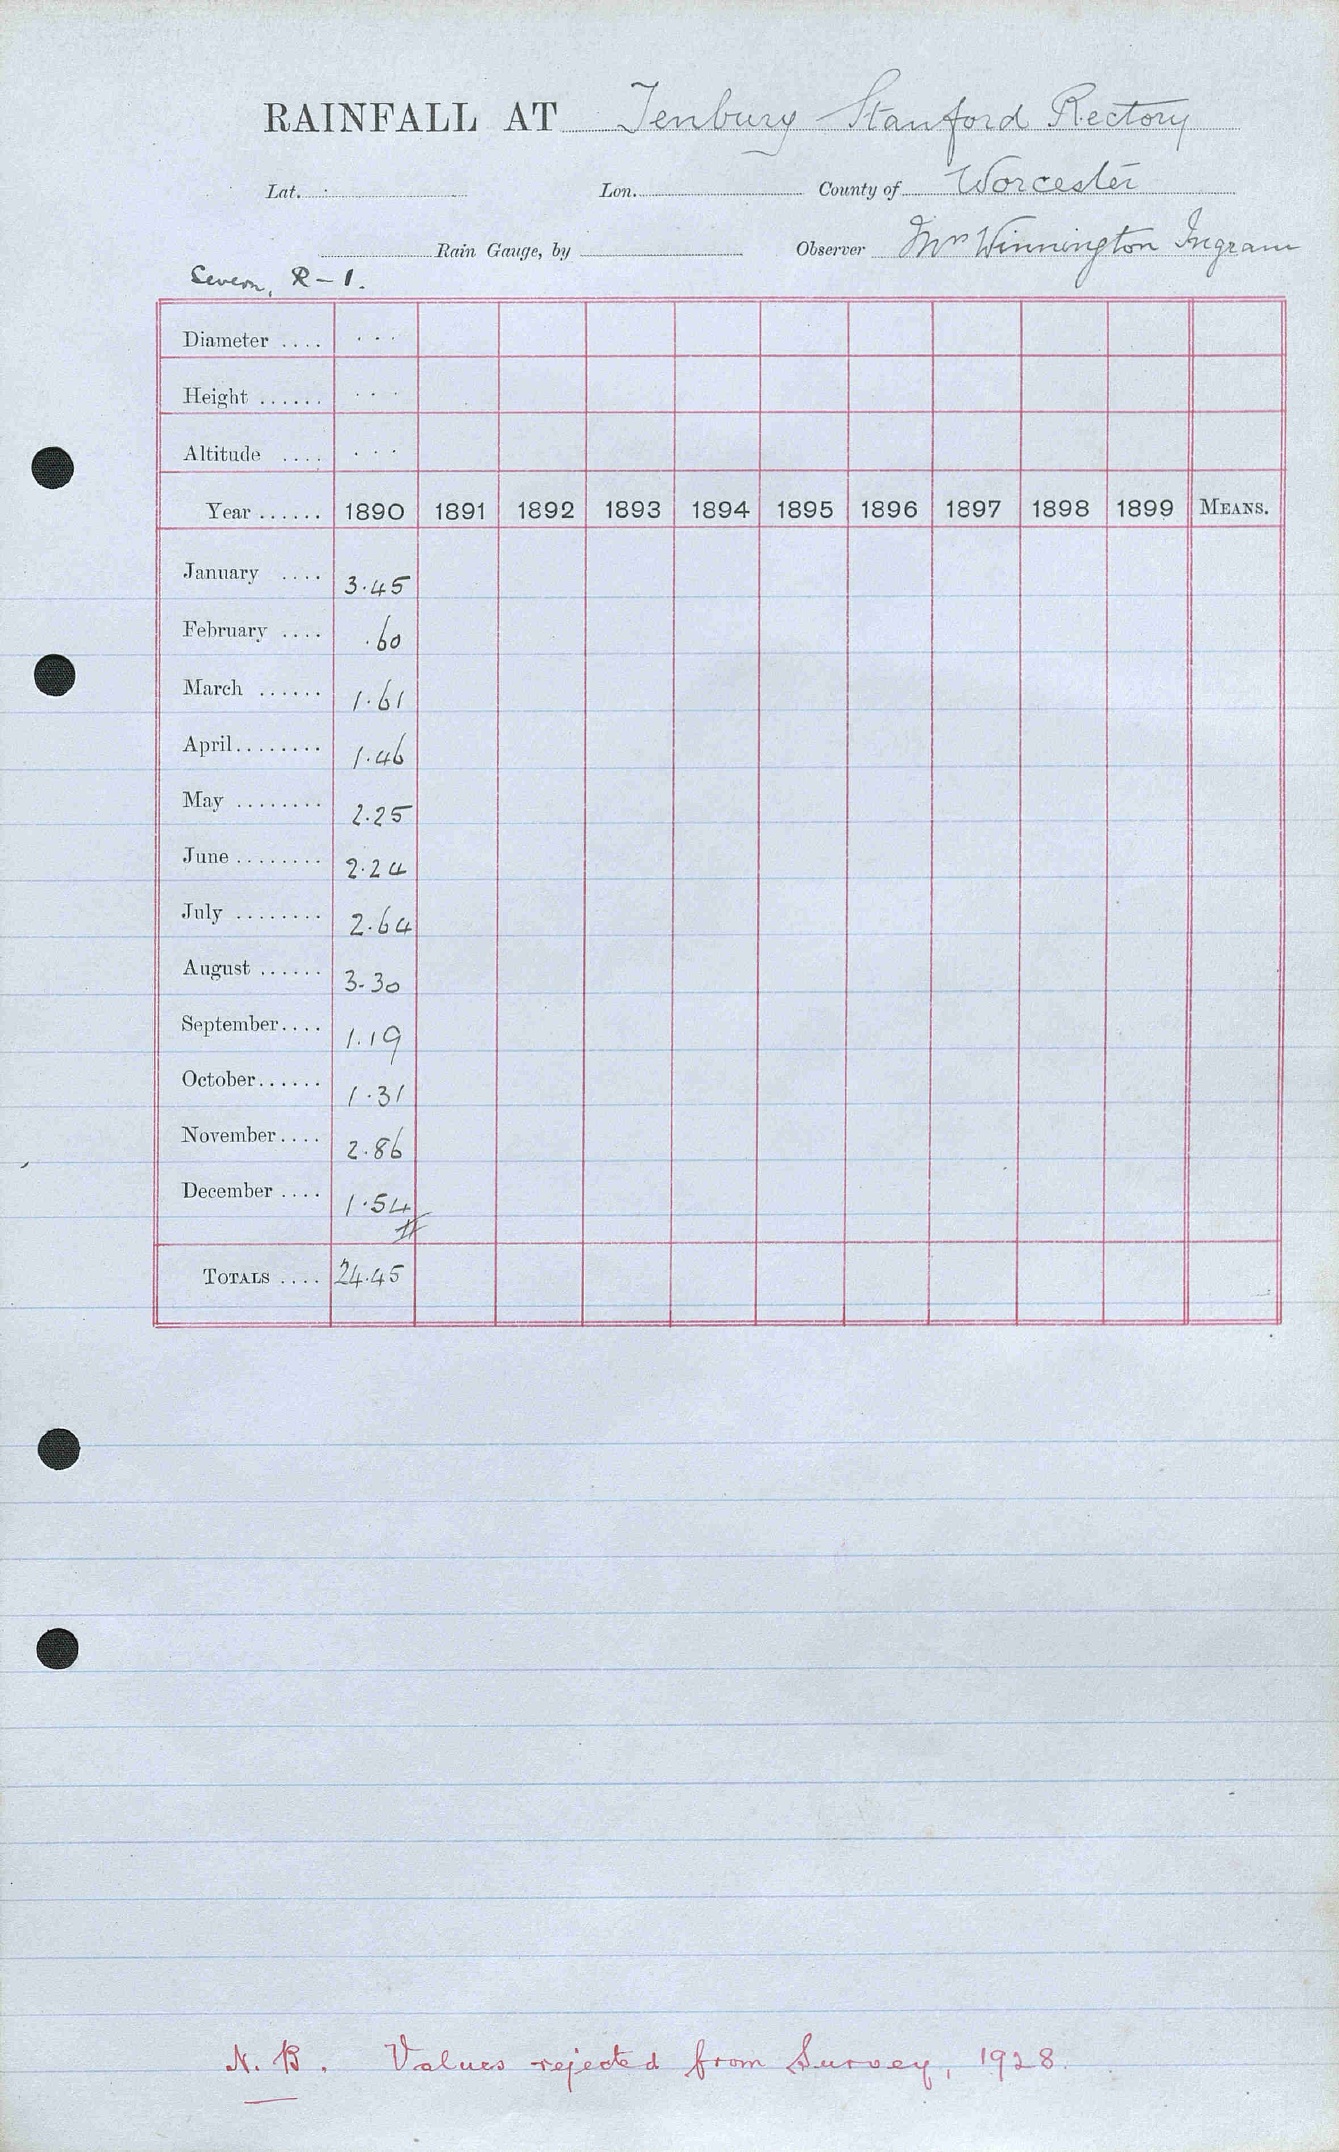 RAINFALL AT Tenbury Stanford Rectory
Lat. Lon. County of Worcester
Rain Gauge, by Observer Mrs Winnington Ingram
Severn, R-1.
Diameter .... ...
Height ...... ...
Altitude .... ...
Year ...... 1890 1891 1892 1893 1894 1895 1896 1897 1898 1899 MEANS.
January .... 3.45
February .... .60
March ...... 1.61
April........ 1.46
May ........ 2.25
June ........ 2.24
July ........ 2.64
August ...... 3.30
September.... 1.19
October...... 1.31
November.... 2.86
December .... 1.54
TOTALS .... 24.45
N.B. Values rejected from Survey, 1928.